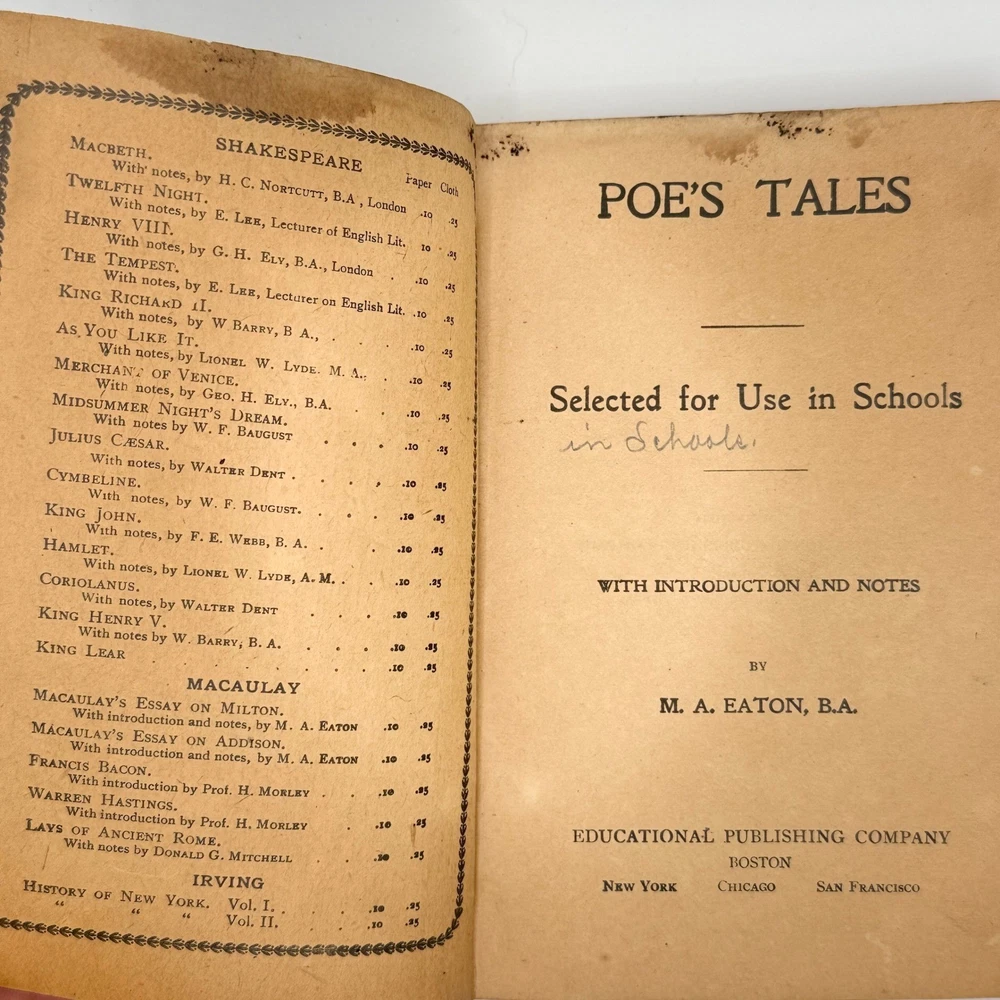 SHAKESPEARE
Paper Cloth
MACBETH.
With notes, by H. C. NORTCUTT, B.A, London .10 .25
TWELFTH NIGHT.
With notes, by E. LEE, Lecturer of English Lit. 10 .25
HENRY VIII.
With notes, by G. H. ELY, B.A., London . .10 .25
THE TEMPEST.
With notes, by E. LEE, Lecturer on English Lit. .10 .25
KING RICHARD II.
With notes, by W BARRY, B A., . . . .10 .25
AS YOU LIKE IT.
With notes, by LIONEL W. LYDE. M. A.. . .10 .25
MERCHANT OF VENICE.
With notes, by GEO. H. ELY., B.A. .10 .25
MIDSUMMER NIGHT'S DREAM.
With notes by W. F. BAUGUST . . . .10 .25
JULIUS CÆSAR.
With notes, by WALTER DENT . . . . .10 .25
CYMBELINE.
With notes, by W. F. BAUGUST. . . . .10 .25
KING JOHN.
With notes, by F. E. WEBB, B. A. . . .10 .25
HAMLET.
With notes, by LIONEL W. LYDE, A. M. . . .10 .25
CORIOLANUS.
With notes, by WALTER DENT . . . .10 .25
KING HENRY V.
With notes by W. BARRY, B. A. . . . .10 .25
KING LEAR . . . . . . .10 .25
MACAULAY
MACAULAY'S ESSAY ON MILTON.
With introduction and notes, by M. A. EATON .10 .25
MACAULAY'S ESSAY ON ADDISON.
With introduction and notes, by M. A. EATON .10 .25
FRANCIS BACON.
With introduction by Prof. H. MORLEY . . .10 .25
WARREN HASTINGS.
With introduction by Prof. H. MORLEY . .10 .25
LAYS OF ANCIENT ROME.
With notes by DONALD G. MITCHELL . . .10 .25
IRVING
HISTORY OF NEW YORK. Vol. I. . . . .10 .25
" " " Vol. II. . . .10 .25
POE'S TALES
Selected for Use in Schools
in Schools.
WITH INTRODUCTION AND NOTES
BY
M. A. EATON, B.A.
EDUCATIONAL PUBLISHING COMPANY
BOSTON
NEW YORK CHICAGO SAN FRANCISCO